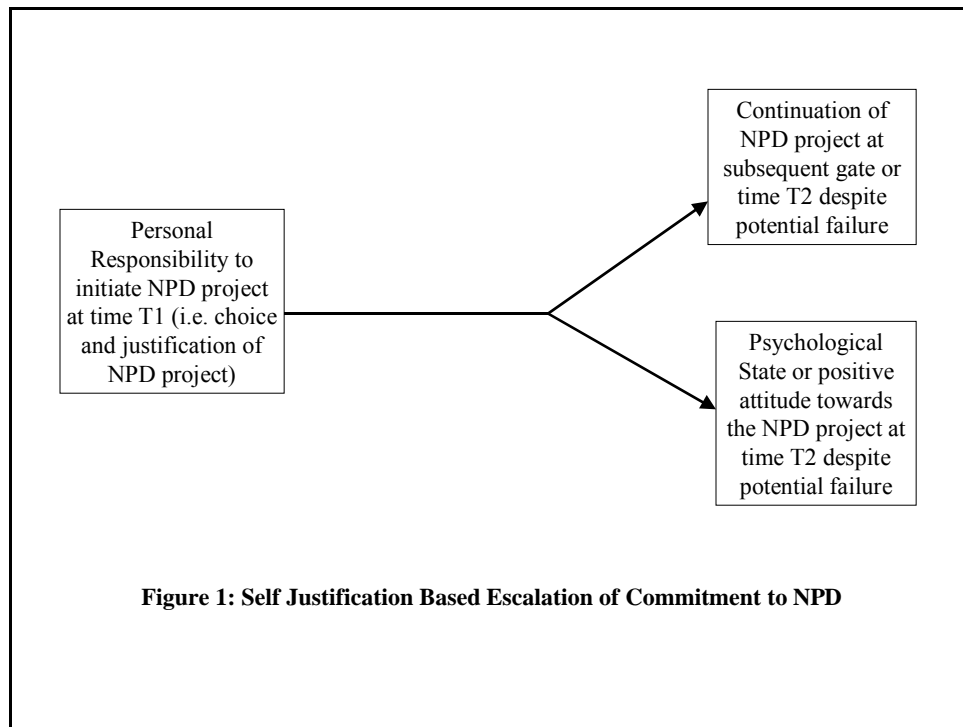 Personal
Responsibility to
initiate NPD project
at time T1 (i.e. choice
and justification of
NPD project)
Continuation of
NPD project at
subsequent gate or
time T2 despite
potential failure
Psychological
State or positive
attitude towards
the NPD project at
time T2 despite
potential failure
Figure 1: Self Justification Based Escalation of Commitment to NPD